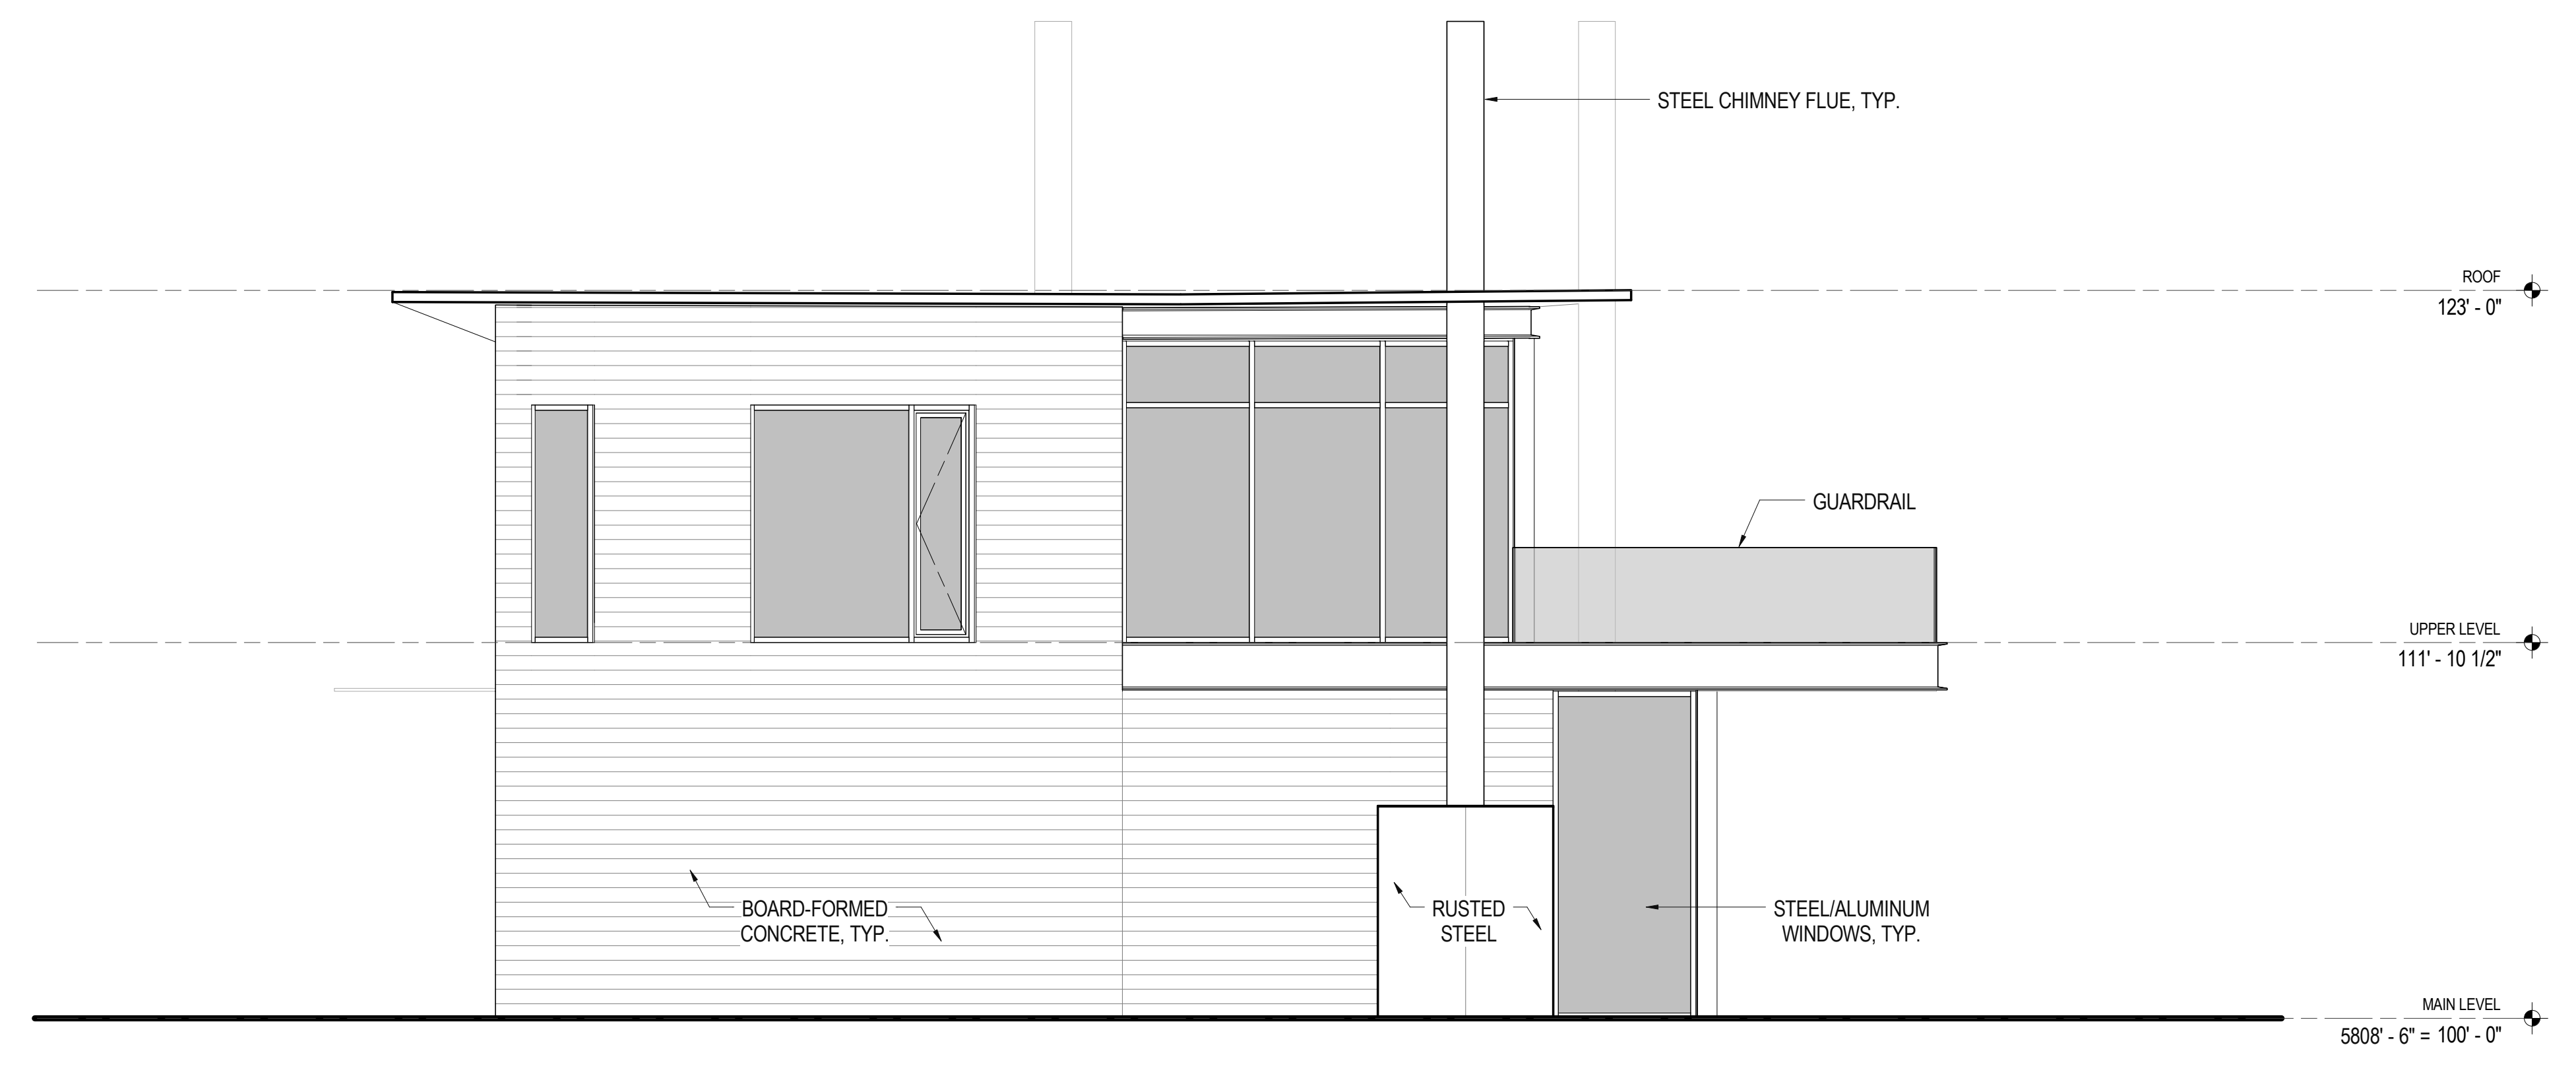 STEEL CHIMNEY FLUE, TYP.
ROOF
123' - 0"
GUARDRAIL
UPPER LEVEL
111' - 10 1/2"
BOARD-FORMED
CONCRETE, TYP.
RUSTED
STEEL
STEEL/ALUMINUM
WINDOWS, TYP.
MAIN LEVEL
5808' - 6" = 100' - 0"